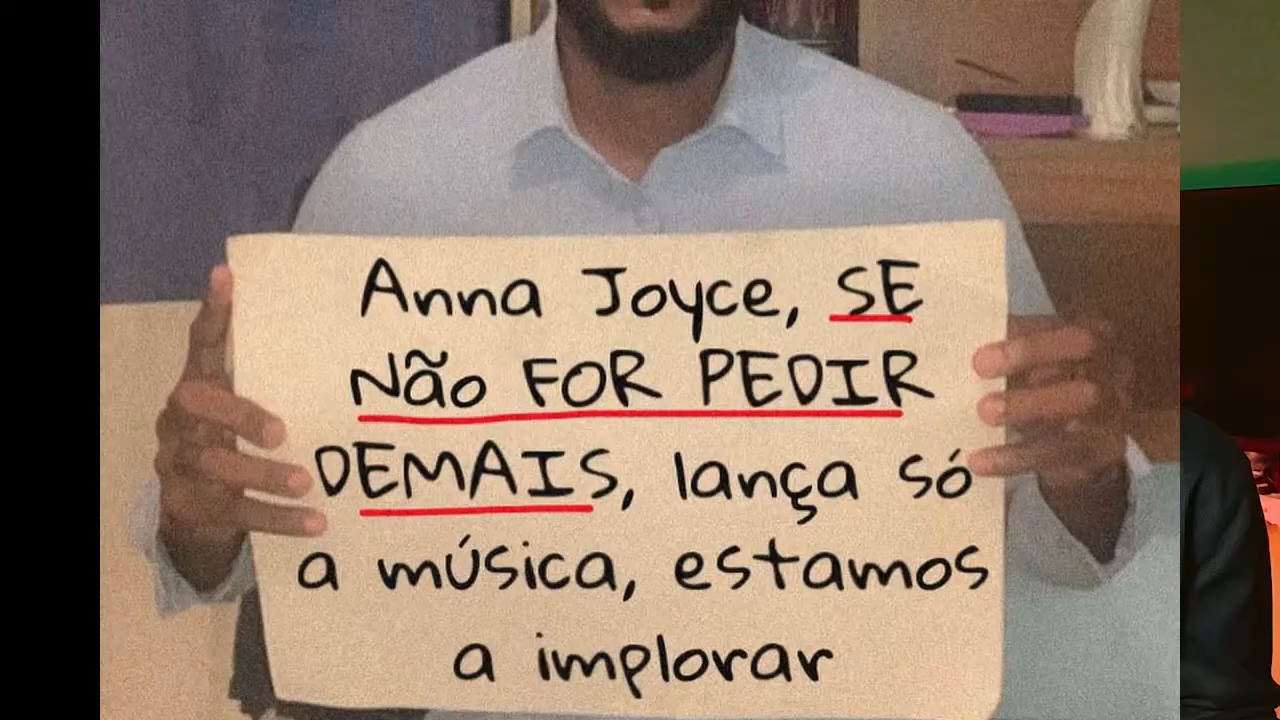 Anna Joyce, SE
Não FOR PEDIR
DEMAIS, lança só
a música, estamos
a implorar